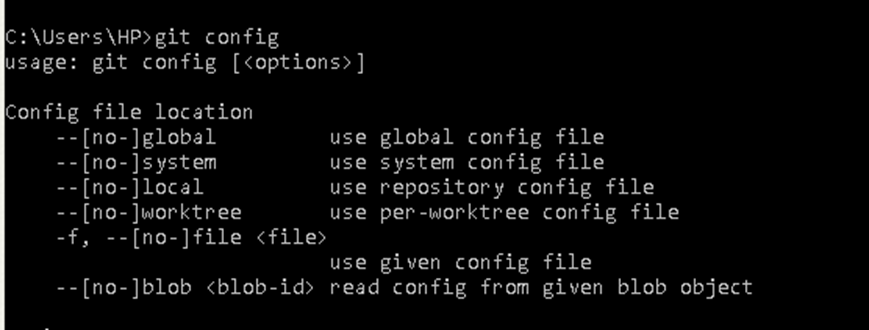 C:\Users\HP>git config
usage: git config [<options>]

Config file location
    --[no-]global         use global config file
    --[no-]system         use system config file
    --[no-]local          use repository config file
    --[no-]worktree       use per-worktree config file
    -f, --[no-]file <file>
                          use given config file
    --[no-]blob <blob-id> read config from given blob object